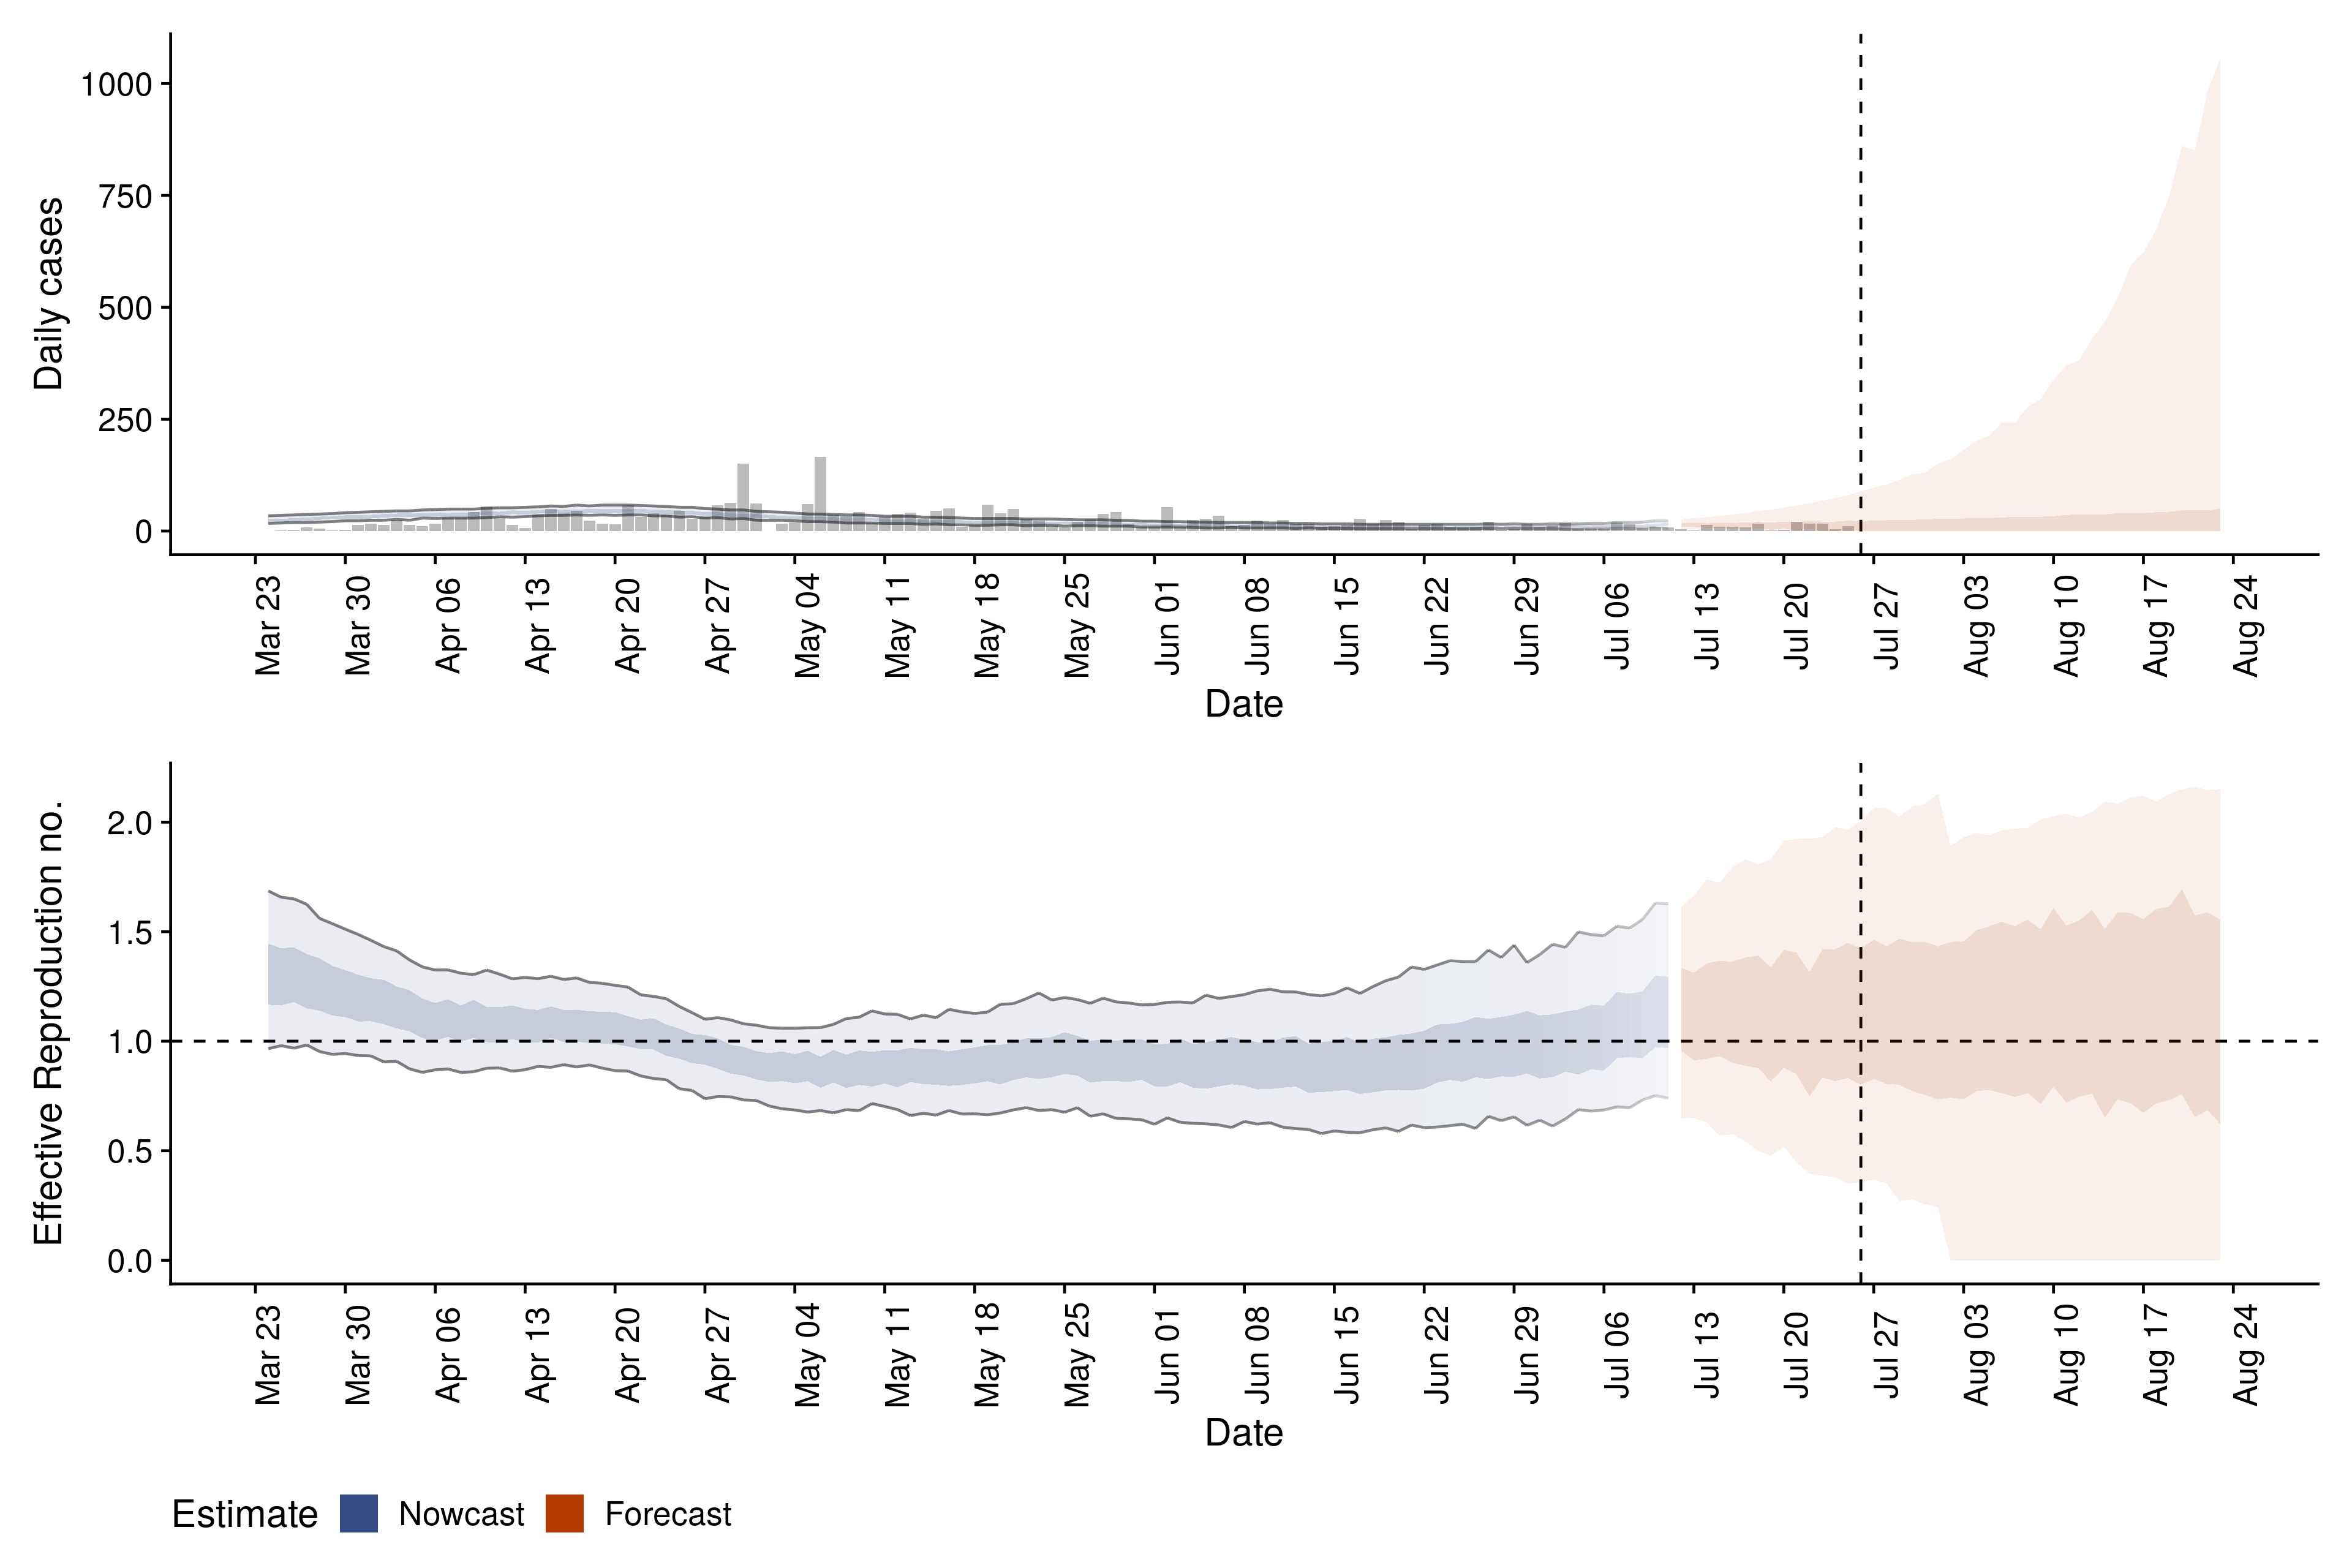 Daily cases
1000
750
500
250
0
Mar 23
Mar 30
Apr 06
Apr 13
Apr 20
Apr 27
May 04
May 11
May 18
May 25
Jun 01
Jun 08
Jun 15
Jun 22
Jun 29
Jul 06
Jul 13
Jul 20
Jul 27
Aug 03
Aug 10
Aug 17
Aug 24
Date
Effective Reproduction no.
2.0
1.5
1.0
0.5
0.0
Mar 23
Mar 30
Apr 06
Apr 13
Apr 20
Apr 27
May 04
May 11
May 18
May 25
Jun 01
Jun 08
Jun 15
Jun 22
Jun 29
Jul 06
Jul 13
Jul 20
Jul 27
Aug 03
Aug 10
Aug 17
Aug 24
Date
Estimate Nowcast Forecast